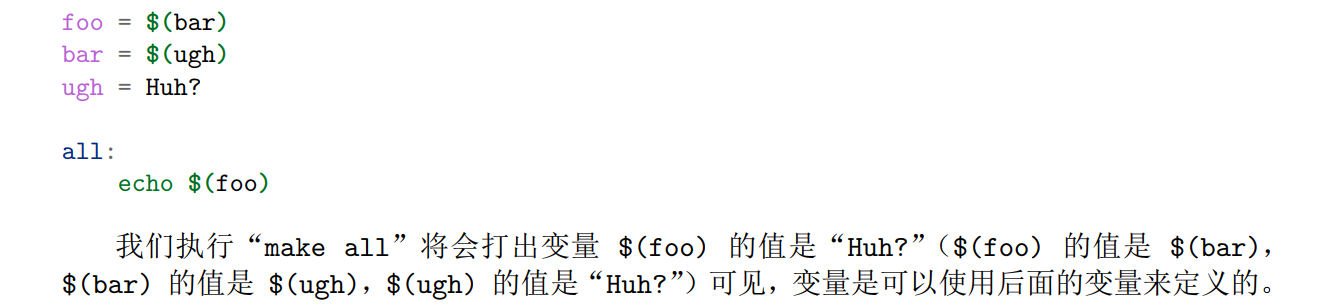 foo = $(bar)
bar = $(ugh)
ugh = Huh?
all:
echo $(foo)
我们执行“make all”将会打出变量 $(foo) 的值是“Huh?”（$(foo) 的值是 $(bar)，
$(bar) 的值是 $(ugh)，$(ugh) 的值是“Huh?”）可见，变量是可以使用后面的变量来定义的。